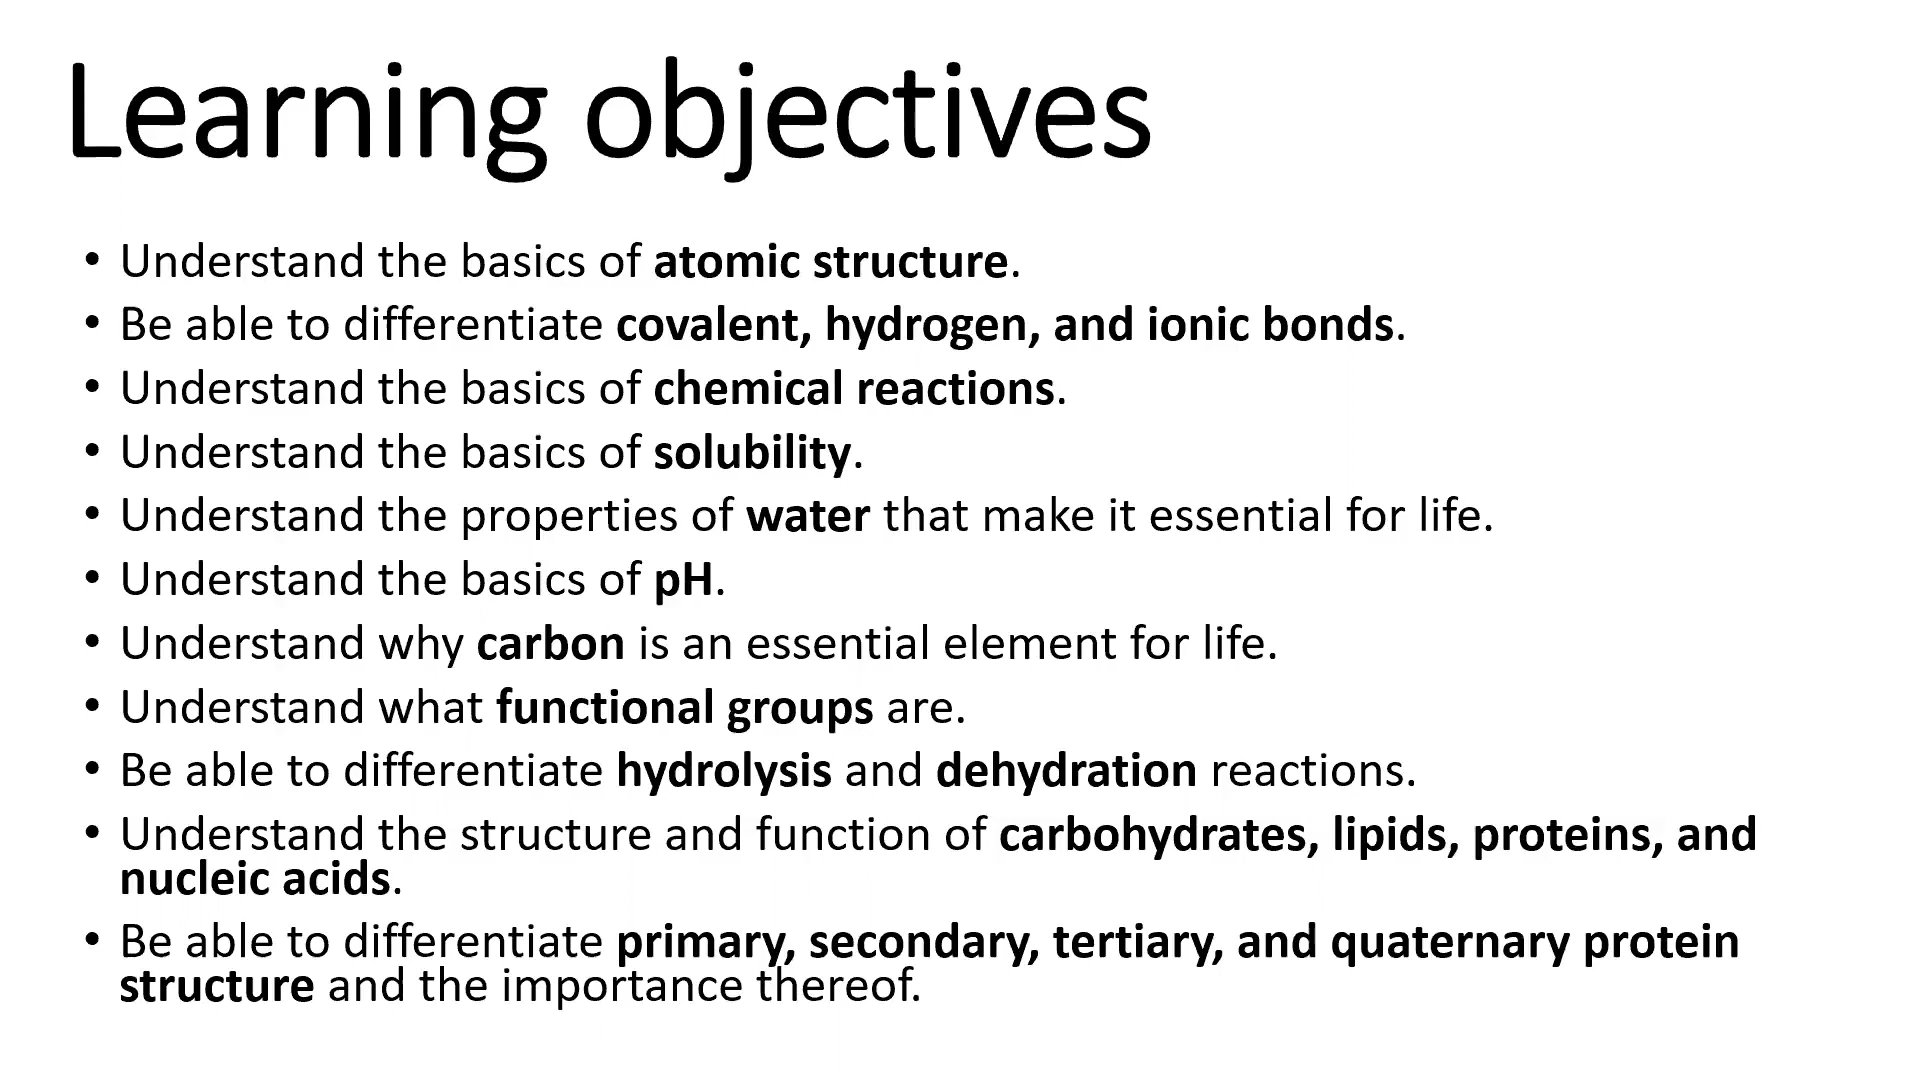 Learning objectives
• Understand the basics of atomic structure.
• Be able to differentiate covalent, hydrogen, and ionic bonds.
• Understand the basics of chemical reactions.
• Understand the basics of solubility.
• Understand the properties of water that make it essential for life.
• Understand the basics of pH.
• Understand why carbon is an essential element for life.
• Understand what functional groups are.
• Be able to differentiate hydrolysis and dehydration reactions.
• Understand the structure and function of carbohydrates, lipids, proteins, and
nucleic acids.
• Be able to differentiate primary, secondary, tertiary, and quaternary protein
structure and the importance thereof.